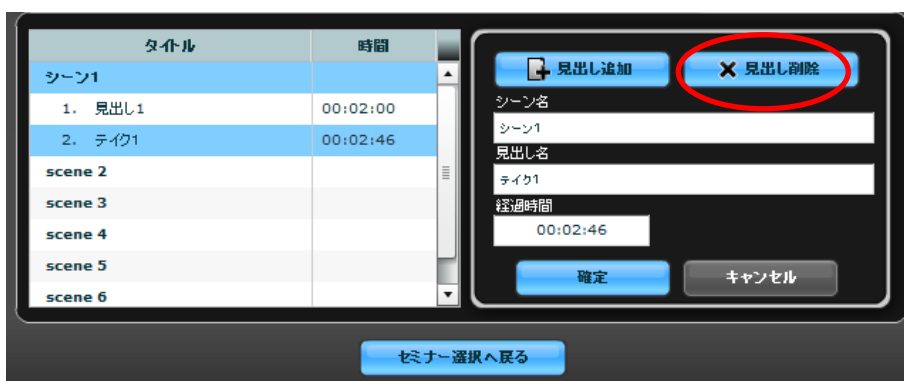 タイトル 時間
シーン1
1. 見出し1 00:02:00
2. テイク1 00:02:46
scene 2
scene 3
scene 4
scene 5
scene 6
見出し追加 見出し削除
シーン名
シーン1
見出し名
テイク1
経過時間
00:02:46
確定 キャンセル
セミナー選択へ戻る